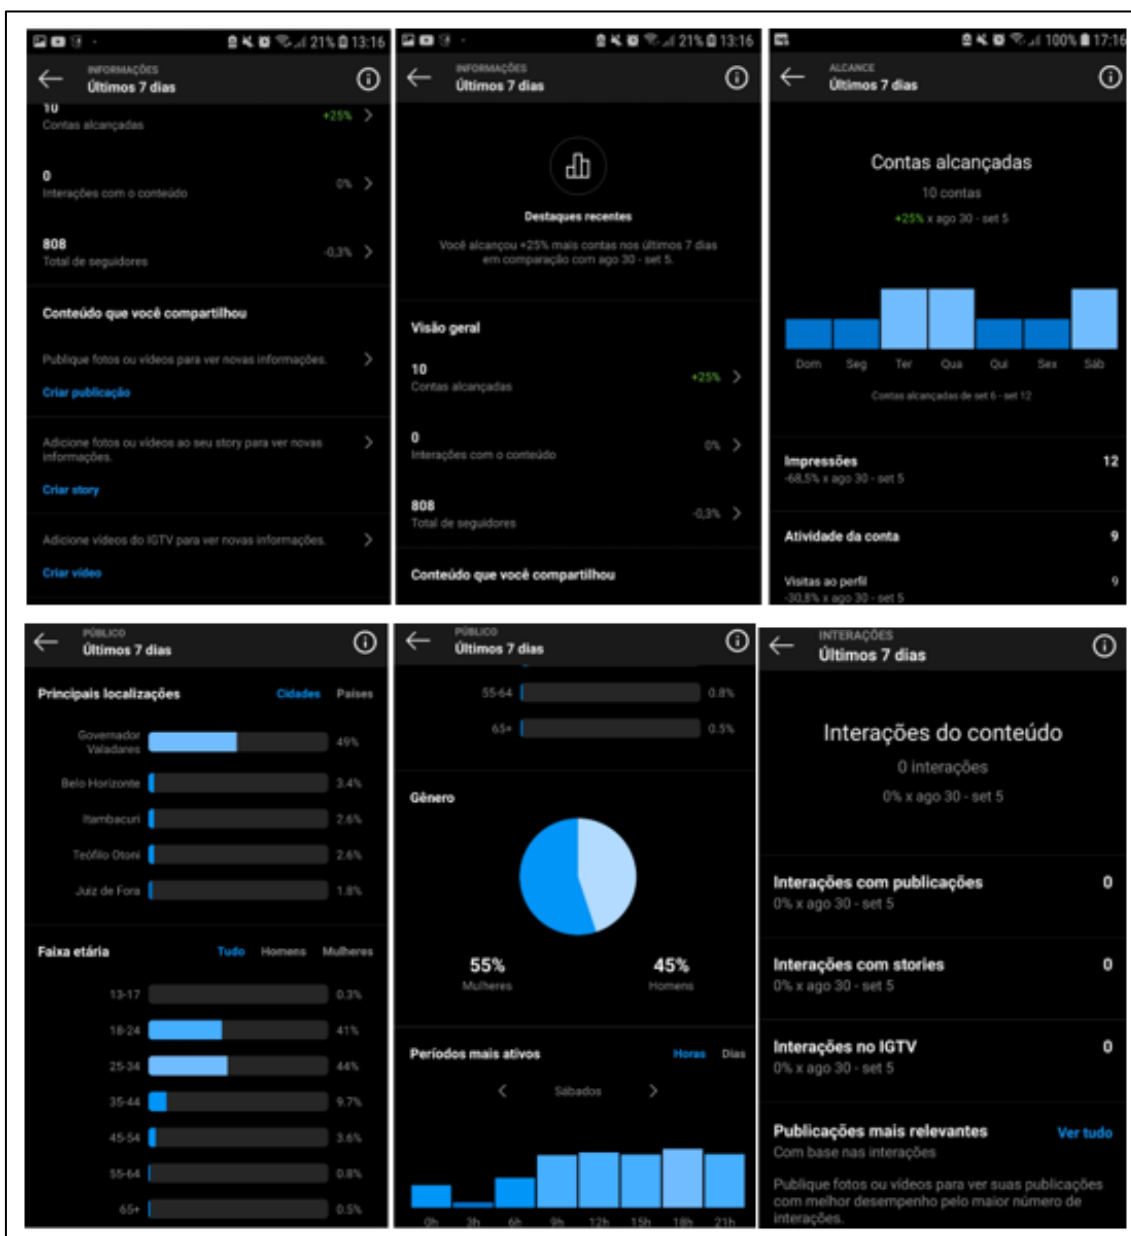 21% 13:16
INFORMAÇÕES
Últimos 7 dias
10
Contas alcançadas
+25%
0
Interações com o conteúdo
0%
808
Total de seguidores
-0,3%
Conteúdo que você compartilhou
Publique fotos ou vídeos para ver novas informações.
Criar publicação
Adicione fotos ou vídeos ao seu story para ver novas
informações.
Criar story
Adicione vídeos do IGTV para ver novas informações.
Criar vídeo
21% 13:16
INFORMAÇÕES
Últimos 7 dias
Destaques recentes
Você alcançou +25% mais contas nos últimos 7 dias
em comparação com ago 30 - set 5.
Visão geral
10
Contas alcançadas
+25%
0
Interações com o conteúdo
0%
808
Total de seguidores
-0,3%
Conteúdo que você compartilhou
100% 17:16
ALCANCE
Últimos 7 dias
Contas alcançadas
10 contas
+25% x ago 30 - set 5
Dom Seg Ter Qua Qui Sex Sáb
Contas alcançadas de set 6 - set 12
Impressões 12
-68,5% x ago 30 - set 5
Atividade da conta 9
Visitas ao perfil 9
-30,8% x ago 30 - set 5
PÚBLICO
Últimos 7 dias
Principais localizações Cidades Países
Governador
Valadares 49%
Belo Horizonte 3.4%
Itambacuri 2.6%
Teófilo Otoni 2.6%
Juiz de Fora 1.8%
Faixa etária Tudo Homens Mulheres
13-17 0.3%
18-24 41%
25-34 44%
35-44 9.7%
45-54 3.6%
55-64 0.8%
65+ 0.5%
PÚBLICO
Últimos 7 dias
55-64 0.8%
65+ 0.5%
Gênero
55% 45%
Mulheres Homens
Períodos mais ativos Horas Dias
Sábados
0h 3h 6h 9h 12h 15h 18h 21h
INTERAÇÕES
Últimos 7 dias
Interações do conteúdo
0 interações
0% x ago 30 - set 5
Interações com publicações 0
0% x ago 30 - set 5
Interações com stories 0
0% x ago 30 - set 5
Interações no IGTV 0
0% x ago 30 - set 5
Publicações mais relevantes Ver tudo
Com base nas interações
Publique fotos ou vídeos para ver suas publicações
com melhor desempenho pelo maior número de
interações.